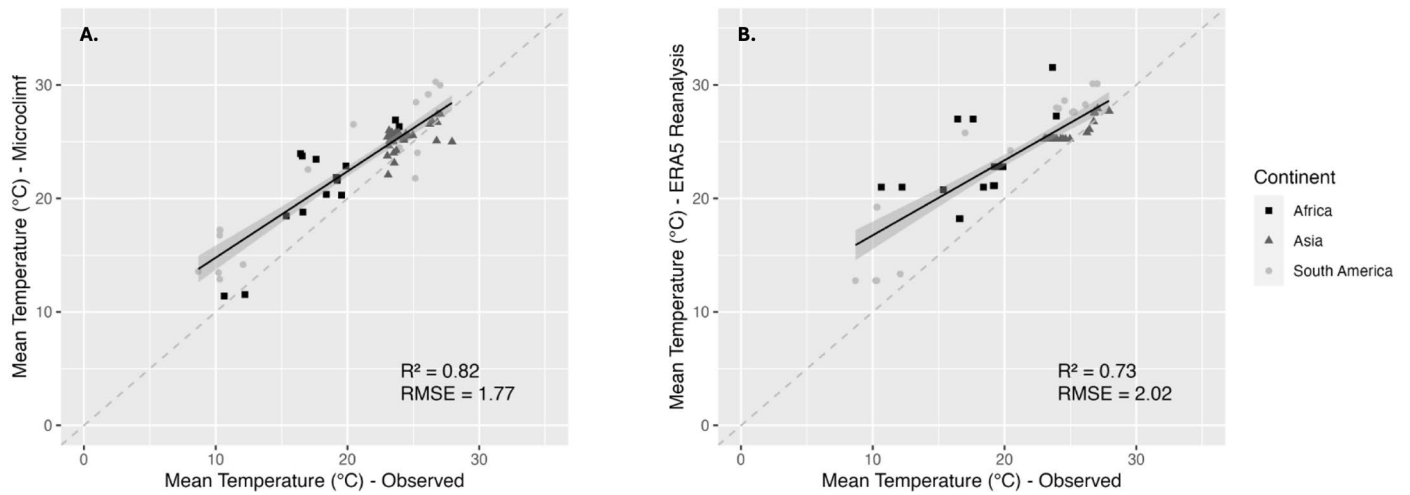 A.
Mean Temperature (°C) - Microclimf
30
20
10
0
R² = 0.82
RMSE = 1.77
0 10 20 30
Mean Temperature (°C) - Observed
B.
Mean Temperature (°C) - ERA5 Reanalysis
30
20
10
0
R² = 0.73
RMSE = 2.02
0 10 20 30
Mean Temperature (°C) - Observed
Continent
Africa
Asia
South America